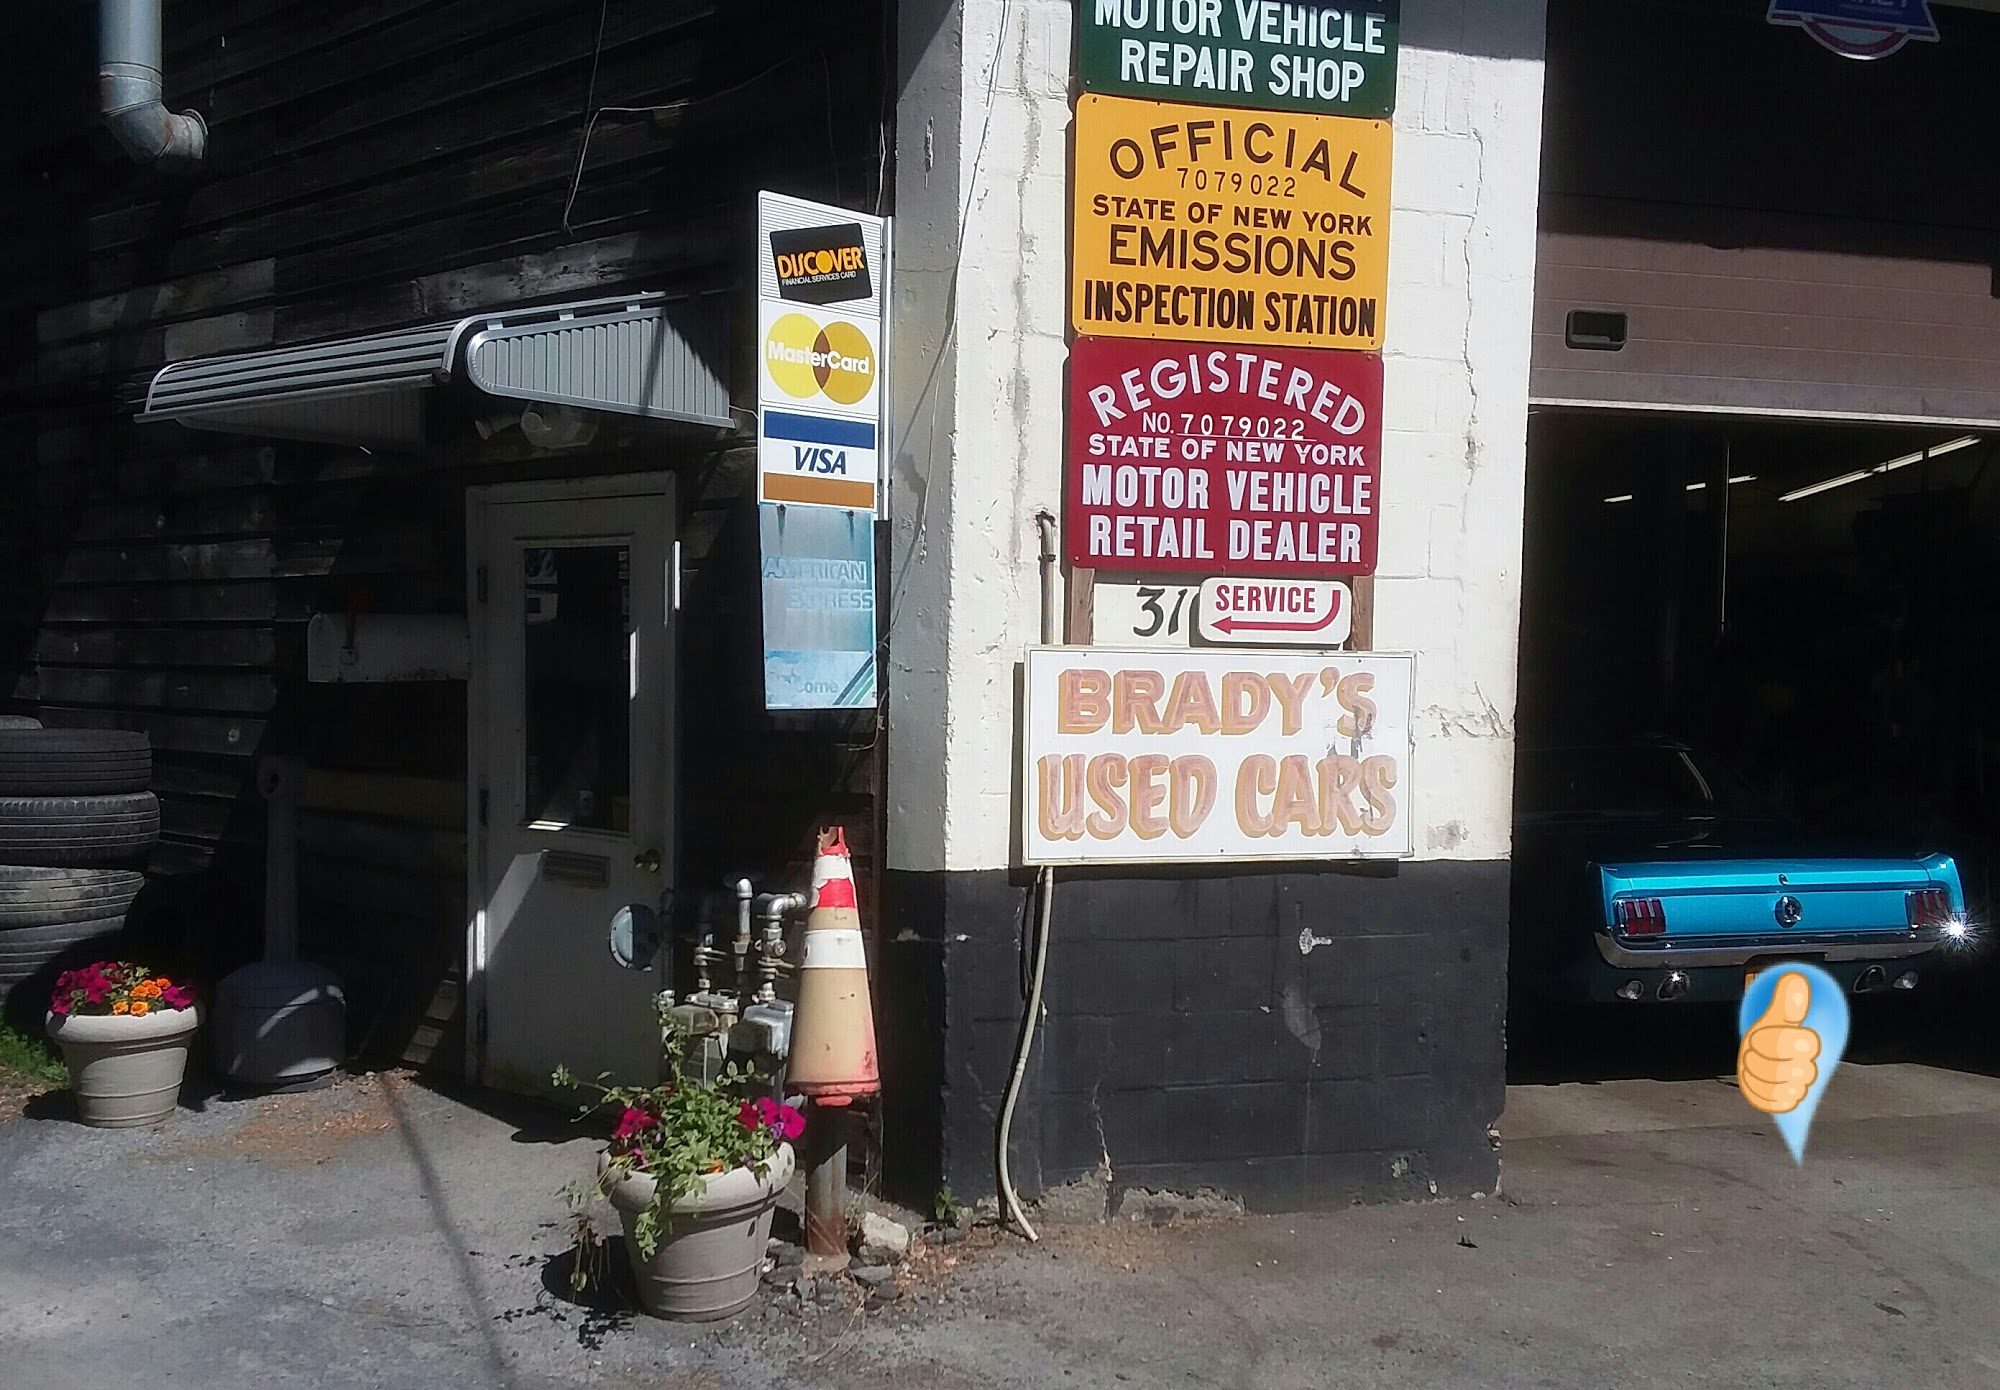 MOTOR VEHICLE
REPAIR SHOP
OFFICIAL
7079022
STATE OF NEW YORK
EMISSIONS
INSPECTION STATION
REGISTERED
NO. 7079022
STATE OF NEW YORK
MOTOR VEHICLE
RETAIL DEALER
31
SERVICE
BRADY'S
USED CARS
DISCOVER
FINANCIAL SERVICES CARD
MasterCard
VISA
AMERICAN
EXPRESS